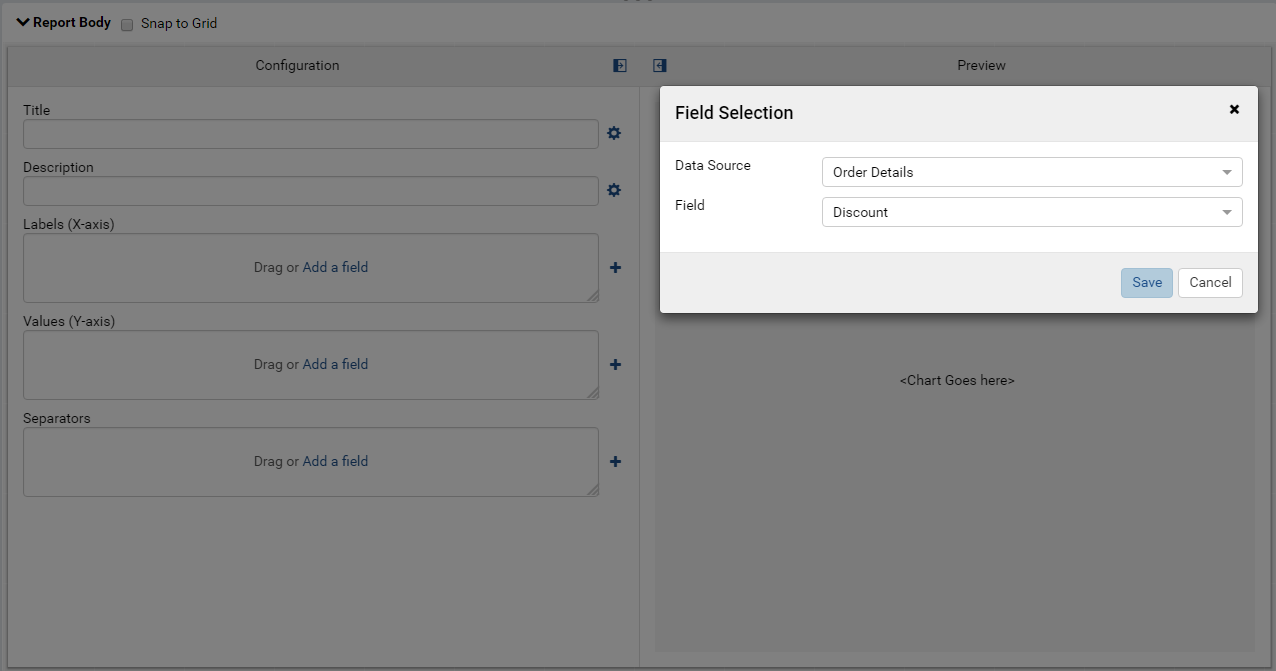 Report Body Snap to Grid
Configuration
Preview
Title
Description
Labels (X-axis)
Drag or Add a field
Values (Y-axis)
Drag or Add a field
Separators
Drag or Add a field
Field Selection
Data Source Order Details
Field Discount
Save Cancel
<Chart Goes here>